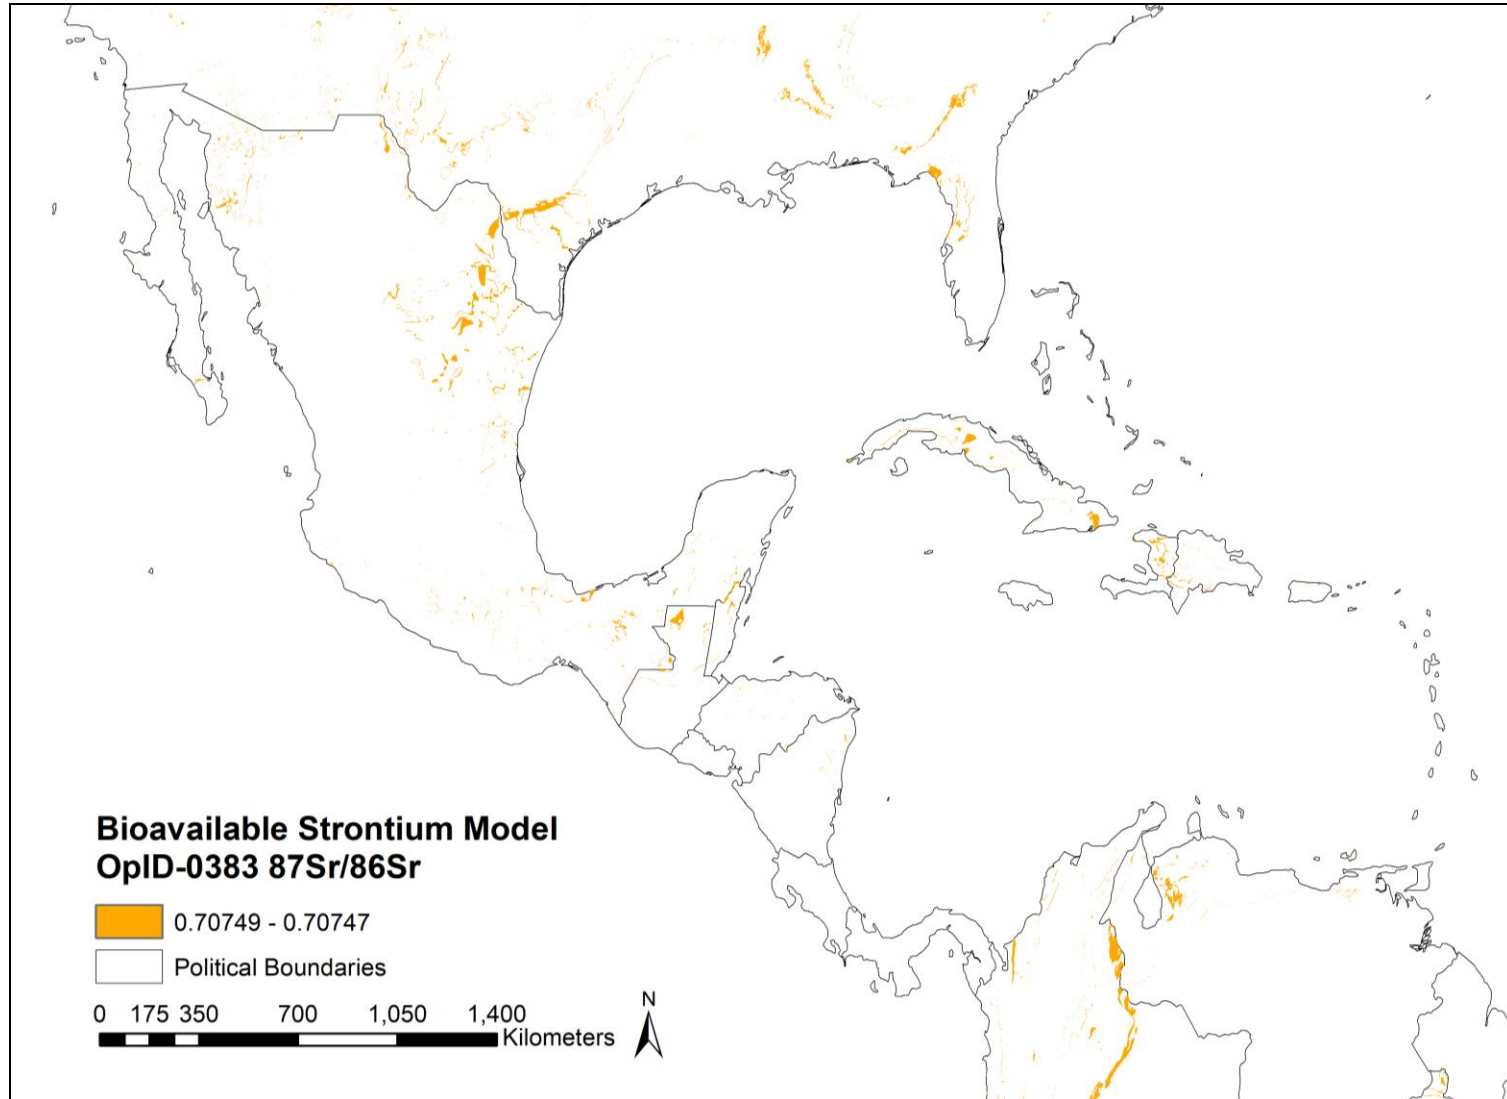 Bioavailable Strontium Model
OpID-0383 87Sr/86Sr
0.70749 - 0.70747
Political Boundaries
0 175 350 700 1,050 1,400
Kilometers
N